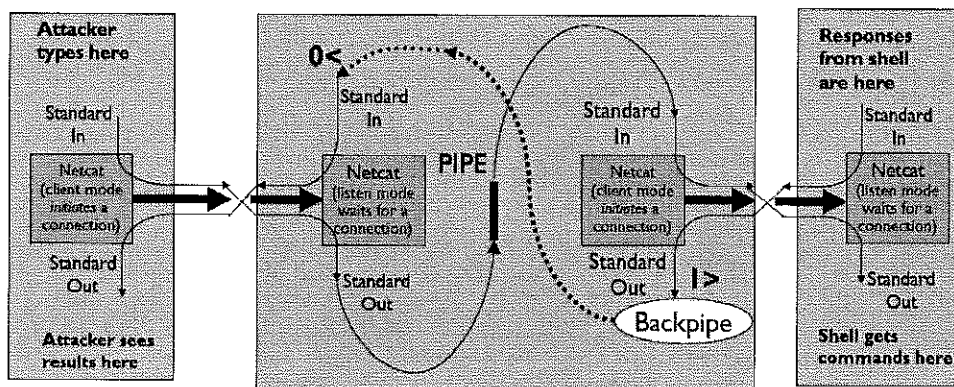 Attacker
types here
Standard
In
Netcat
(client mode
initiates a
connection)
Standard
Out
Attacker sees
results here
0<
Standard
In
Netcat
(listen mode
waits for a
connection)
Standard
Out
PIPE
Standard
In
Netcat
(client mode
initiates a
connection)
Standard
Out
1>
Backpipe
Responses
from shell
are here
Standard
In
Netcat
(listen mode
waits for a
connection)
Standard
Out
Shell gets
commands here